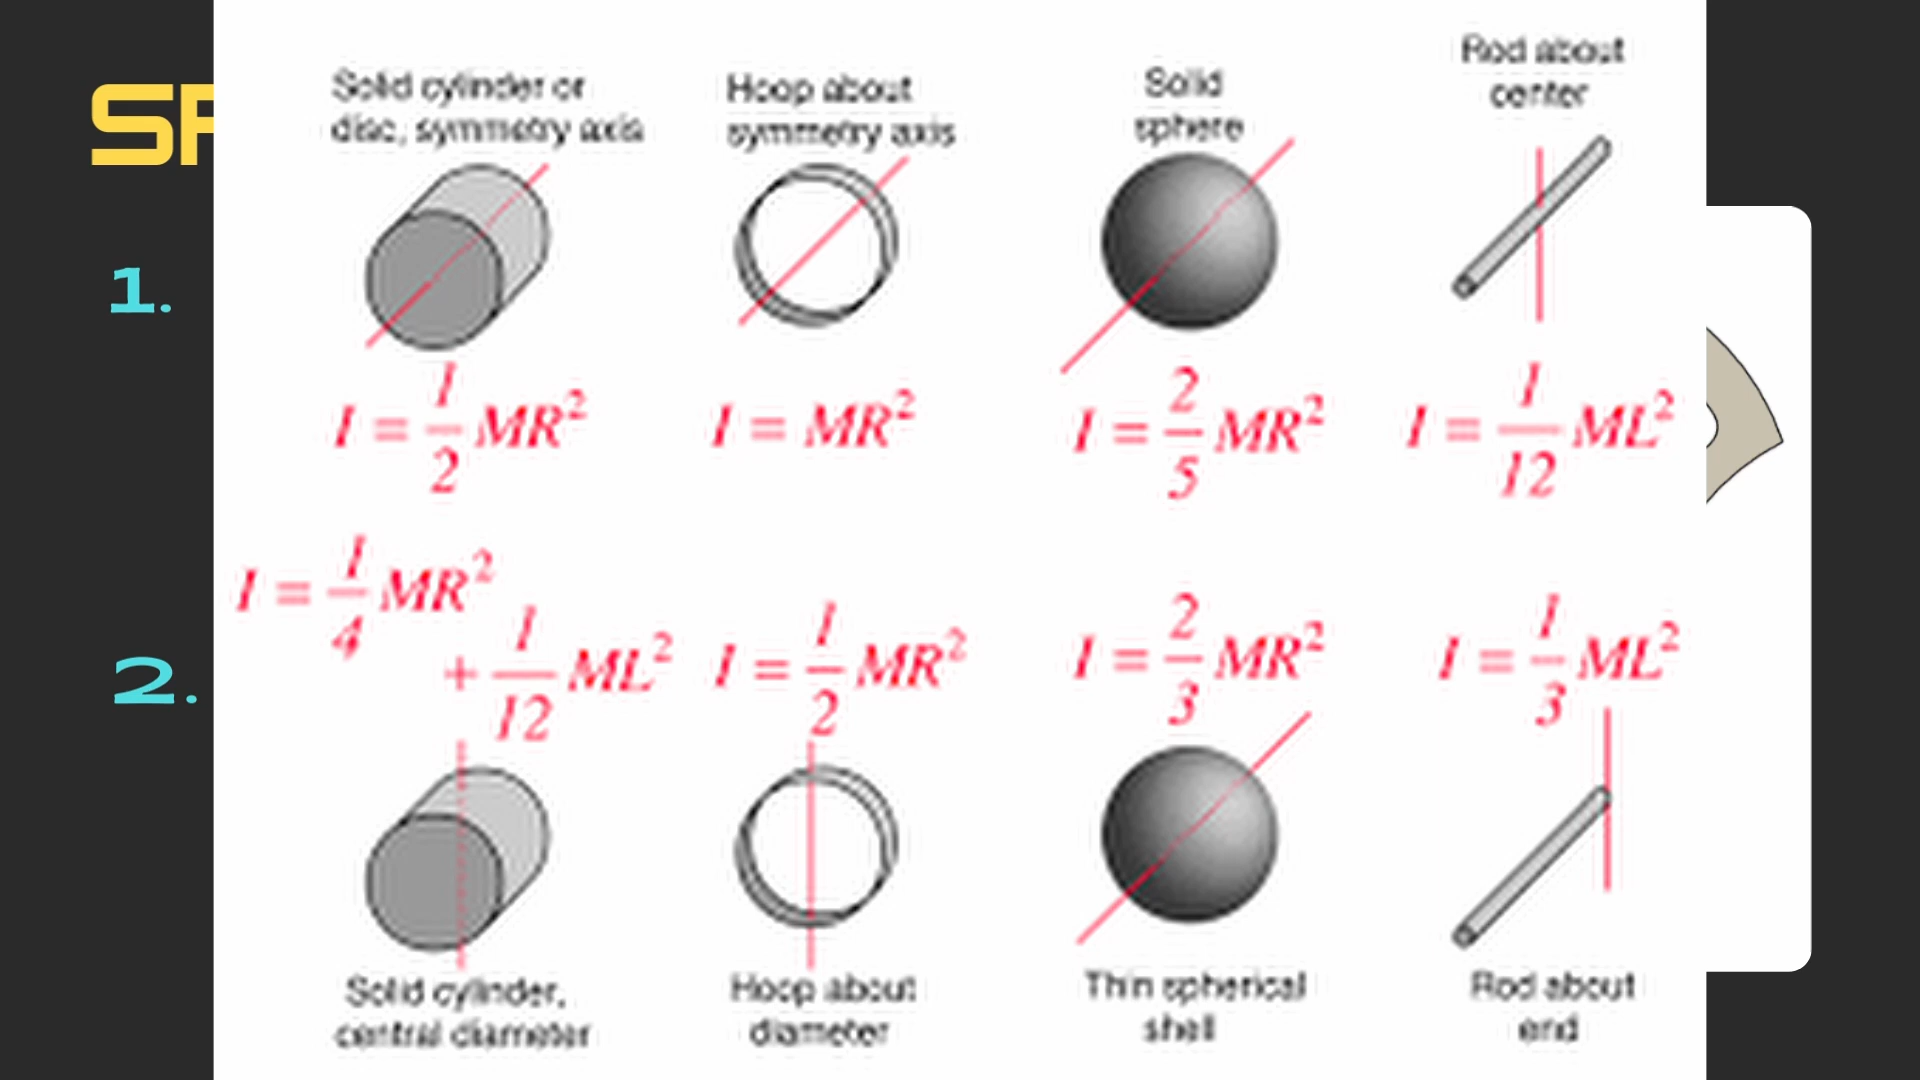 SP
1.
2.
Solid cylinder or
disc, symmetry axis
I = 1/2 MR²
Hoop about
symmetry axis
I = MR²
Solid
sphere
I = 2/5 MR²
Rod about
center
I = 1/12 ML²
I = 1/4 MR²
+ 1/12 ML²
Solid cylinder,
central diameter
I = 1/2 MR²
Hoop about
diameter
I = 2/3 MR²
Thin spherical
shell
I = 1/3 ML²
Rod about
end